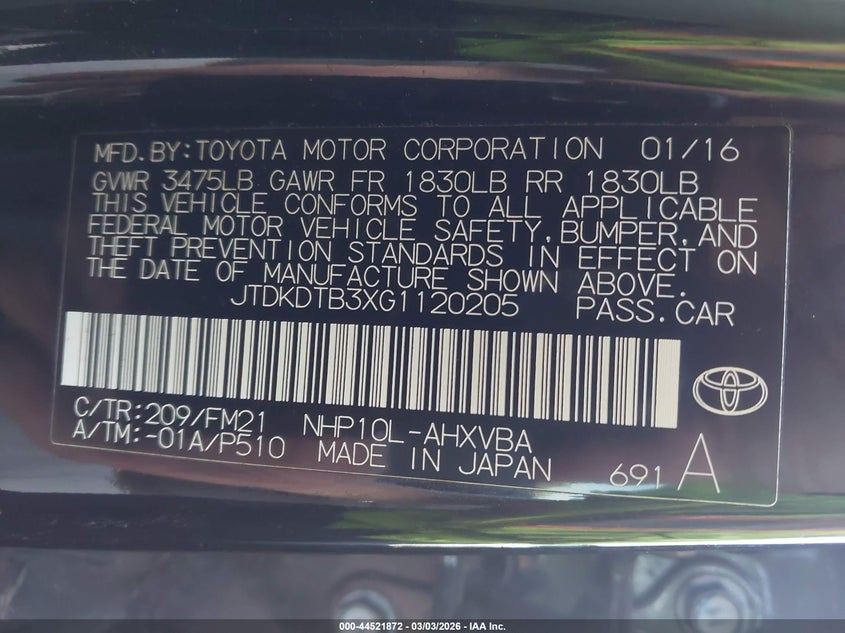 MFD.BY:TOYOTA MOTOR CORPORATION 01/16
GVWR 3475LB GAWR FR 1830LB RR 1830LB
THIS VEHICLE CONFORMS TO ALL APPLICABLE
FEDERAL MOTOR VEHICLE SAFETY,BUMPER,AND
THEFT PREVENTION STANDARDS IN EFFECT ON
THE DATE OF MANUFACTURE SHOWN ABOVE.
JTDKDTB3XG1120205 PASS.CAR
C/TR:209/FM21 NHP10L-AHXVBA
A/TM:-01A/P510 MADE IN JAPAN
691 A
000-44521872 — 03/03/2026 — IAA Inc.